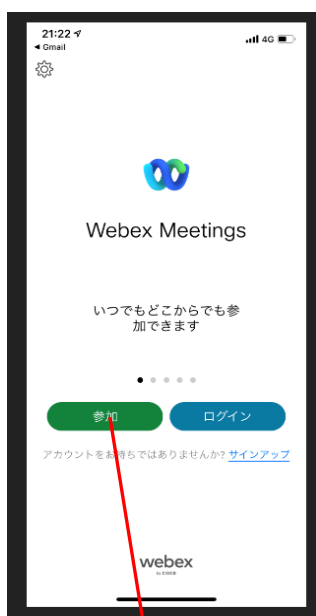 21:22
4G
◀ Gmail
Webex Meetings
いつでもどこからでも参
加できます
参加
ログイン
アカウントをお持ちではありませんか? サインアップ
webex
by CISCO